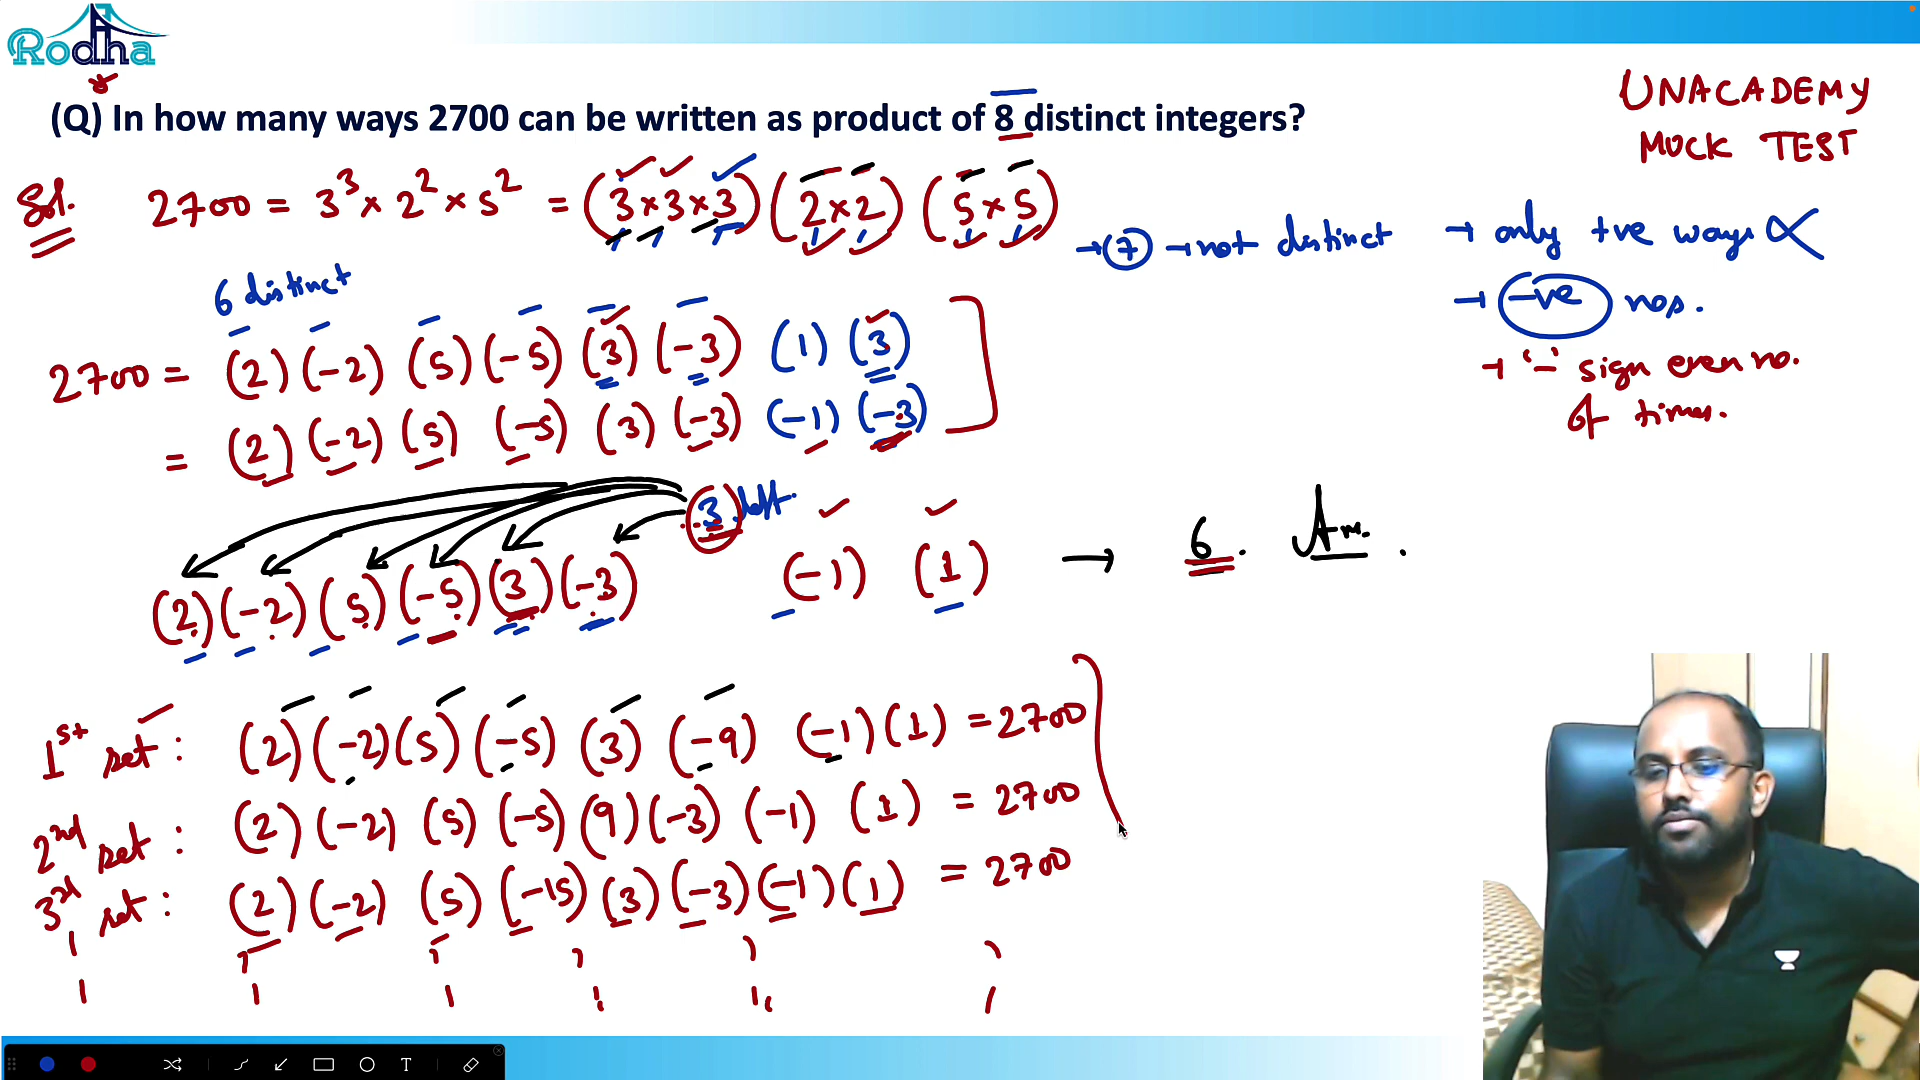 Rodha
(Q) In how many ways 2700 can be written as product of 8 distinct integers?
UNACADEMY
MOCK TEST
Sol. 2700 = 3³ × 2² × 5² = (3×3×3) (2×2) (5×5)
→ 7 → not distinct
→ only +ve ways
→ -ve nos.
→ '-' sign even no.
of times.
6 distinct
2700 = (2) (-2) (5) (-5) (3) (-3) (1) (3)
= (2) (-2) (5) (-5) (3) (-3) (-1) (-3)
3 left
(2) (-2) (5) (-5) (3) (-3) (-1) (1) → 6. Ans.
1st set: (2) (-2) (5) (-5) (3) (-9) (-1) (1) = 2700
2nd set: (2) (-2) (5) (-5) (9) (-3) (-1) (1) = 2700
3rd set: (2) (-2) (5) (-15) (3) (-3) (-1) (1) = 2700
T